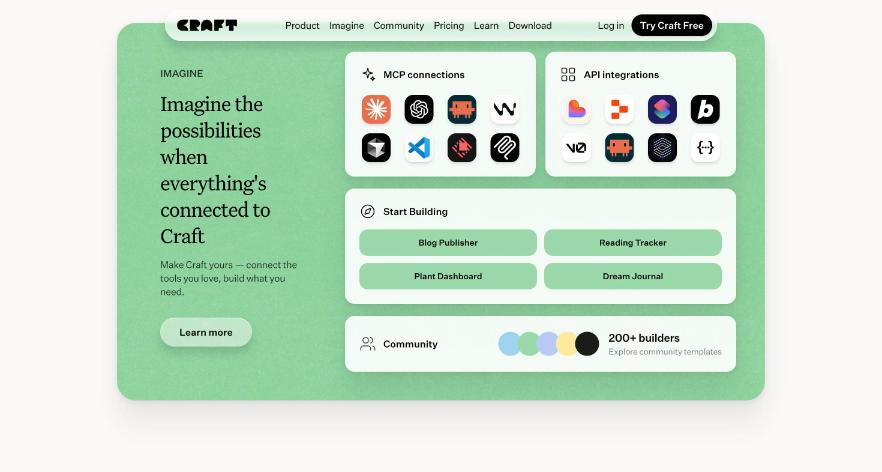 CRAFT
Product Imagine Community Pricing Learn Download Log in Try Craft Free
IMAGINE
Imagine the
possibilities
when
everything's
connected to
Craft
Make Craft yours — connect the
tools you love, build what you
need.
Learn more
MCP connections
API integrations
b
v0
{··}
Start Building
Blog Publisher
Reading Tracker
Plant Dashboard
Dream Journal
Community
200+ builders
Explore community templates